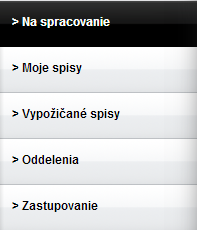 > Na spracovanie
> Moje spisy
> Vypožičané spisy
> Oddelenia
> Zastupovanie